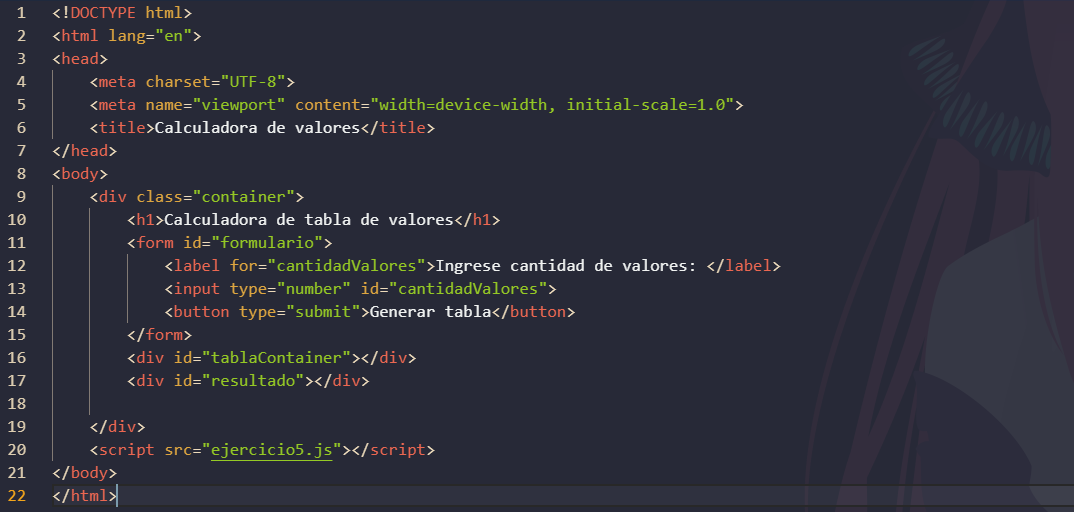 1 <!DOCTYPE html>
2 <html lang="en">
3 <head>
4     <meta charset="UTF-8">
5     <meta name="viewport" content="width=device-width, initial-scale=1.0">
6     <title>Calculadora de valores</title>
7 </head>
8 <body>
9     <div class="container">
10         <h1>Calculadora de tabla de valores</h1>
11         <form id="formulario">
12             <label for="cantidadValores">Ingrese cantidad de valores: </label>
13             <input type="number" id="cantidadValores">
14             <button type="submit">Generar tabla</button>
15         </form>
16         <div id="tablaContainer"></div>
17         <div id="resultado"></div>
18
19     </div>
20     <script src="ejercicio5.js"></script>
21 </body>
22 </html>